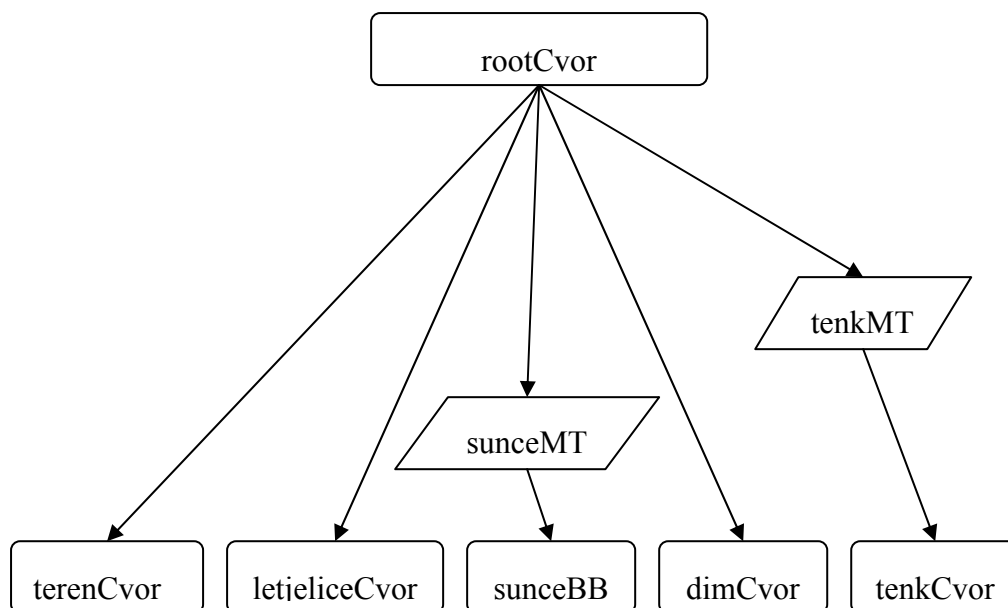 rootCvor
tenkMT
sunceMT
terenCvor
letjeliceCvor
sunceBB
dimCvor
tenkCvor